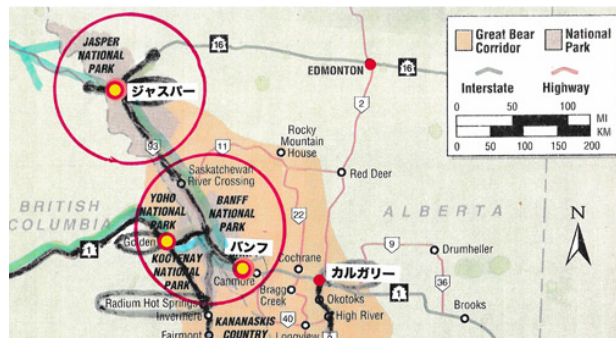 JASPER
NATIONAL
PARK
ジャスパー
16
EDMONTON
16
Great Bear
Corridor
National
Park
Interstate
Highway
0 50 100 MI
0 50 100 150 200 KM
2
93
11
Rocky
Mountain
House
Saskatchewan
River Crossing
Red Deer
BRITISH
COLUMBIA
YOHO
NATIONAL
PARK
BANFF
NATIONAL
PARK
22
ALBERTA
N
1
Golden
KOOTENAY
NATIONAL
PARK
バンフ
Canmore
Cochrane
カルガリー
9
Drumheller
36
Bragg
Creek
Okotoks
1
Brooks
Radium Hot Springs
Invermere
Fairmont
KANANASKIS
COUNTRY
40
High River
Longview
2